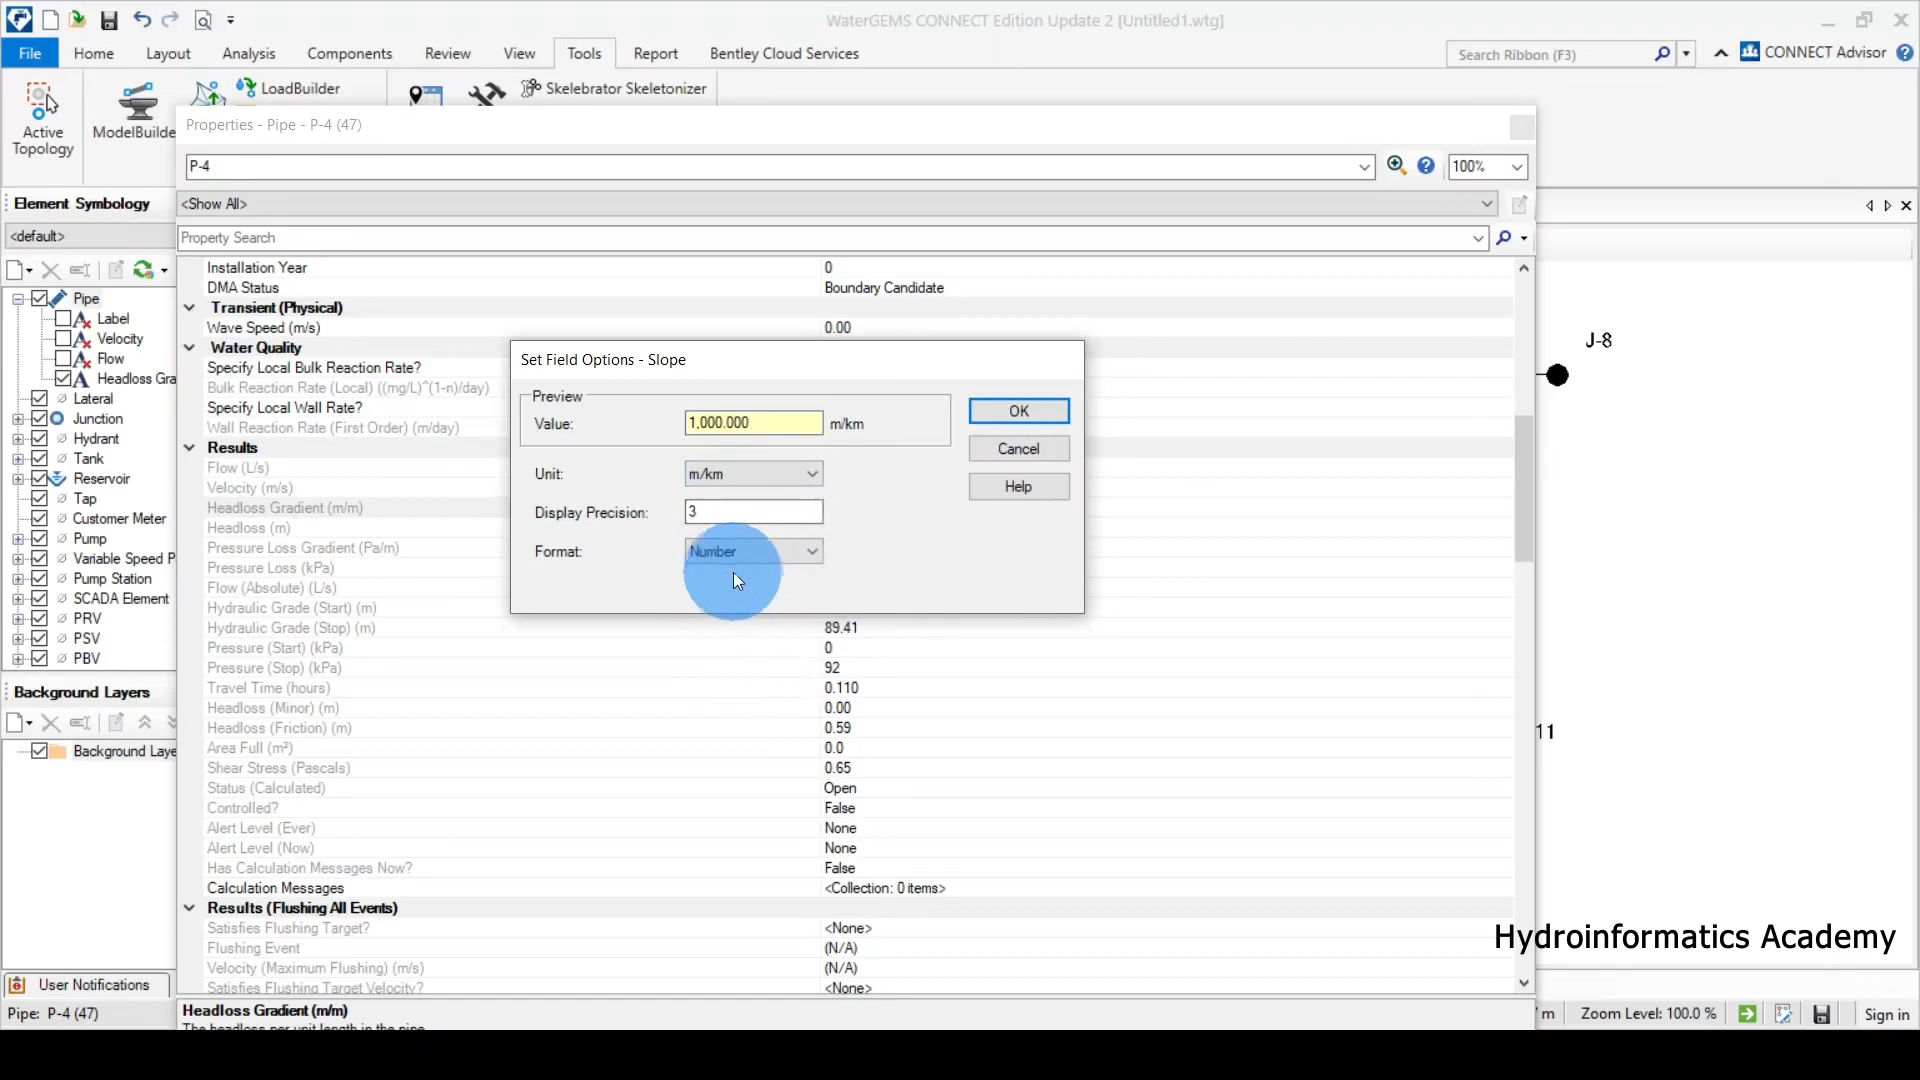 WaterGEMS CONNECT Edition Update 2 [Untitled1.wtg]
File Home Layout Analysis Components Review View Tools Report Bentley Cloud Services
Search Ribbon (F3)
CONNECT Advisor
Active Topology
ModelBuilde
LoadBuilder
Skelebrator Skeletonizer
Properties - Pipe - P-4 (47)
P-4
100%
<Show All>
Property Search
Element Symbology
<default>
Pipe
Label
Velocity
Flow
Headloss Gra
Lateral
Junction
Hydrant
Tank
Reservoir
Tap
Customer Meter
Pump
Variable Speed P
Pump Station
SCADA Element
PRV
PSV
PBV
Background Layers
Background Laye
User Notifications
Pipe: P-4 (47)
Installation Year 0
DMA Status Boundary Candidate
Transient (Physical)
Wave Speed (m/s) 0.00
Water Quality
Specify Local Bulk Reaction Rate?
Bulk Reaction Rate (Local) ((mg/L)^(1-n)/day)
Specify Local Wall Rate?
Wall Reaction Rate (First Order) (m/day)
Results
Flow (L/s)
Velocity (m/s)
Headloss Gradient (m/m)
Headloss (m)
Pressure Loss Gradient (Pa/m)
Pressure Loss (kPa)
Flow (Absolute) (L/s)
Hydraulic Grade (Start) (m)
Hydraulic Grade (Stop) (m) 89.41
Pressure (Start) (kPa) 0
Pressure (Stop) (kPa) 92
Travel Time (hours) 0.110
Headloss (Minor) (m) 0.00
Headloss (Friction) (m) 0.59
Area Full (m²) 0.0
Shear Stress (Pascals) 0.65
Status (Calculated) Open
Controlled? False
Alert Level (Ever) None
Alert Level (Now) None
Has Calculation Messages Now? False
Calculation Messages <Collection: 0 items>
Results (Flushing All Events)
Satisfies Flushing Target? <None>
Flushing Event (N/A)
Velocity (Maximum Flushing) (m/s) (N/A)
Satisfies Flushing Target Velocity? <None>
Headloss Gradient (m/m)
The headloss per unit length in the pipe
Set Field Options - Slope
Preview
Value: 1,000.000 m/km
Unit: m/km
Display Precision: 3
Format: Number
OK
Cancel
Help
J-8
11
Hydroinformatics Academy
m Zoom Level: 100.0 % Sign in